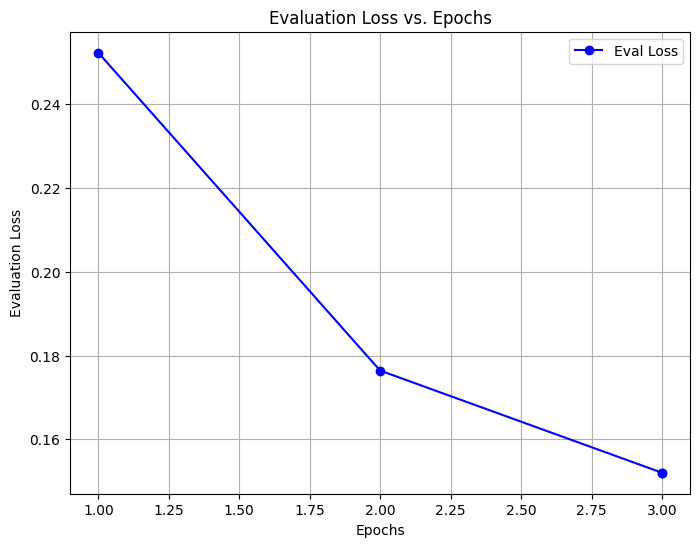 Evaluation Loss vs. Epochs
Eval Loss
Evaluation Loss
0.24
0.22
0.20
0.18
0.16
1.00 1.25 1.50 1.75 2.00 2.25 2.50 2.75 3.00
Epochs